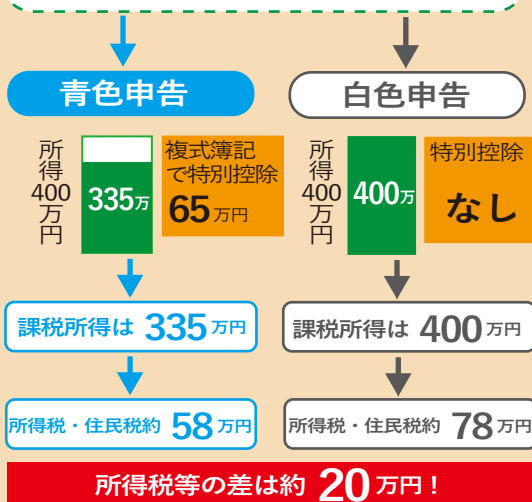 青色申告
所得400万円
335万
複式簿記
で特別控除
65万円
課税所得は 335万円
所得税・住民税約 58万円
白色申告
所得400万円
400万
特別控除
なし
課税所得は 400万円
所得税・住民税約 78万円
所得税等の差は約 20万円！